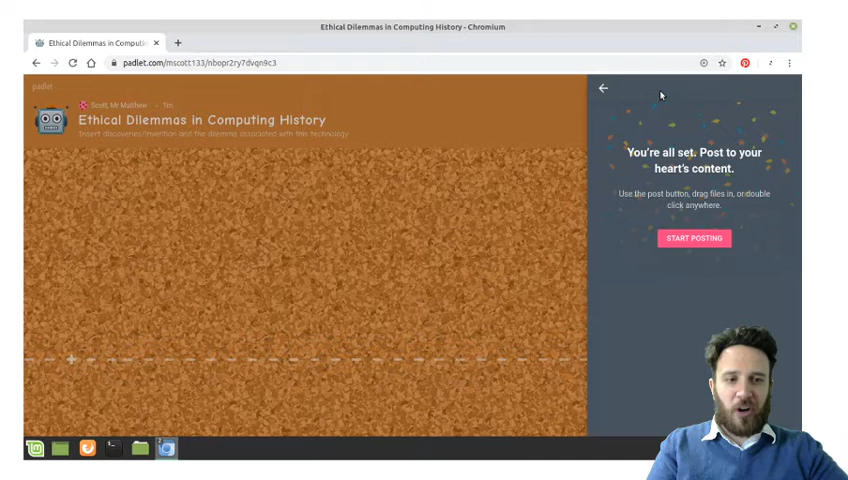 Ethical Dilemmas in Computing History - Chromium
Ethical Dilemmas in Computin
padlet.com/mscott133/nbopr2ry7dvqn9c3
padlet
Scott, Mr Matthew - 1m
Ethical Dilemmas in Computing History
Insert discoveries/invention and the dilemma associated with this technology
You're all set. Post to your
heart's content.
Use the post button, drag files in, or double
click anywhere.
START POSTING